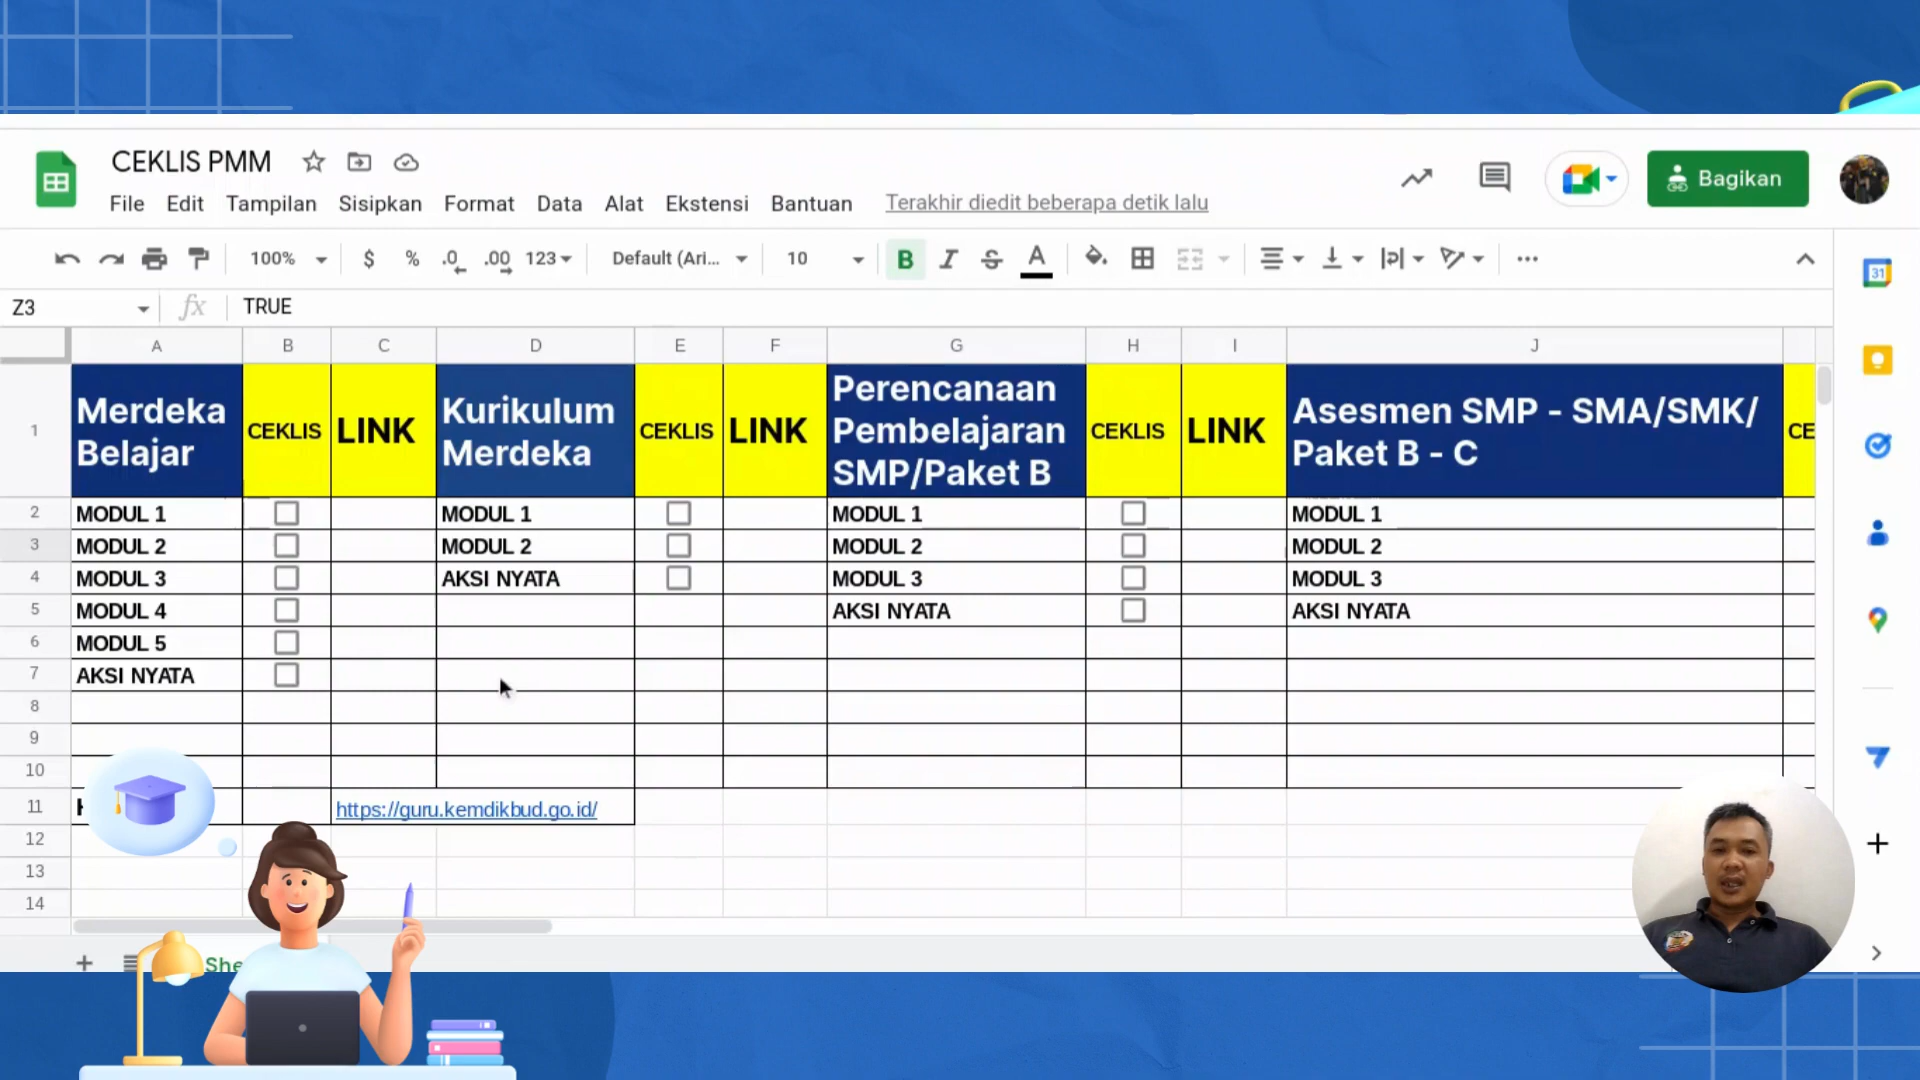 CEKLIS PMM
File Edit Tampilan Sisipkan Format Data Alat Ekstensi Bantuan Terakhir diedit beberapa detik lalu
Bagikan
100% $ % .0 .00 123 Default (Ari... 10 B I S A
31
Z3 fx TRUE
A B C D E F G H I J
1 Merdeka Belajar CEKLIS LINK Kurikulum Merdeka CEKLIS LINK Perencanaan Pembelajaran SMP/Paket B CEKLIS LINK Asesmen SMP - SMA/SMK/ Paket B - C CE
2 MODUL 1 MODUL 1 MODUL 1 MODUL 1
3 MODUL 2 MODUL 2 MODUL 2 MODUL 2
4 MODUL 3 AKSI NYATA MODUL 3 MODUL 3
5 MODUL 4 AKSI NYATA AKSI NYATA
6 MODUL 5
7 AKSI NYATA
8
9
10
11 https://guru.kemdikbud.go.id/
12
13
14
She